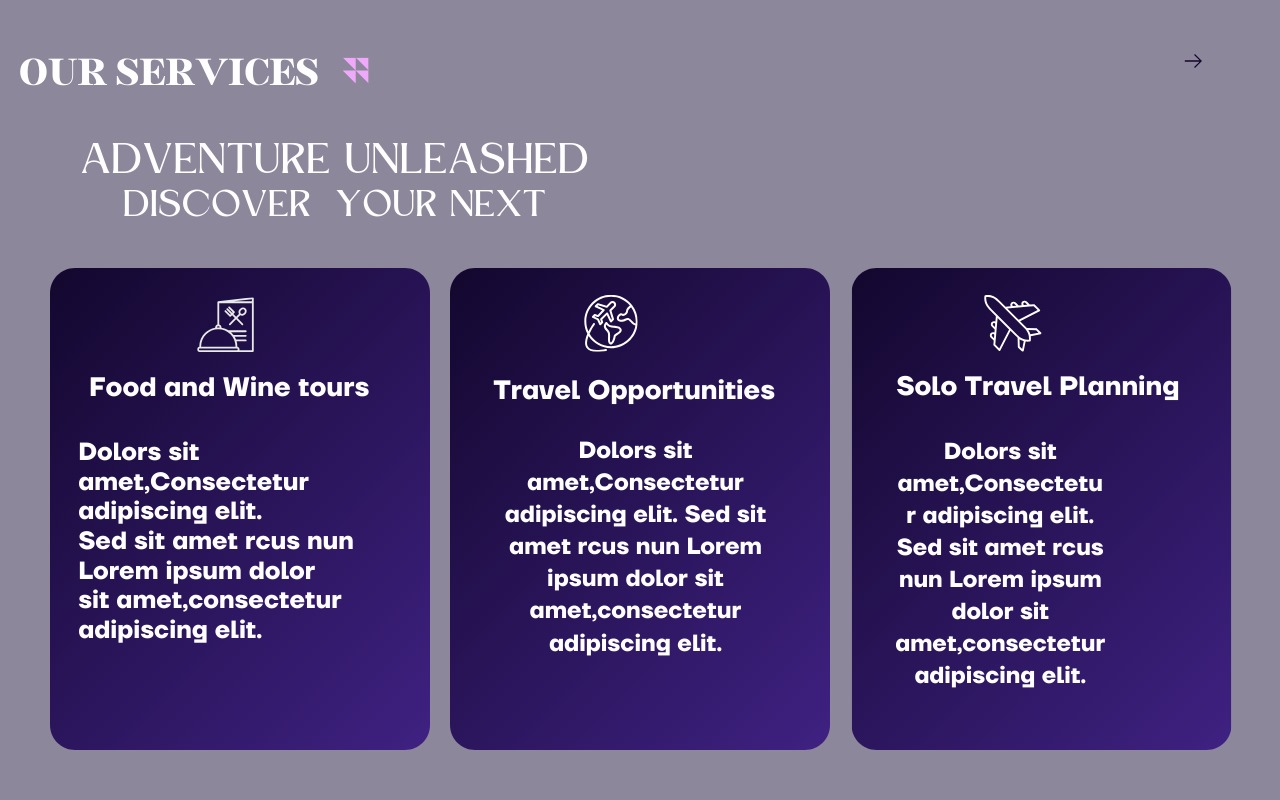 OUR SERVICES
ADVENTURE UNLEASHED
DISCOVER YOUR NEXT
Food and Wine tours
Dolors sit
amet,Consectetur
adipiscing elit.
Sed sit amet rcus nun
Lorem ipsum dolor
sit amet,consectetur
adipiscing elit.
Travel Opportunities
Dolors sit
amet,Consectetur
adipiscing elit. Sed sit
amet rcus nun Lorem
ipsum dolor sit
amet,consectetur
adipiscing elit.
Solo Travel Planning
Dolors sit
amet,Consectetu
r adipiscing elit.
Sed sit amet rcus
nun Lorem ipsum
dolor sit
amet,consectetur
adipiscing elit.